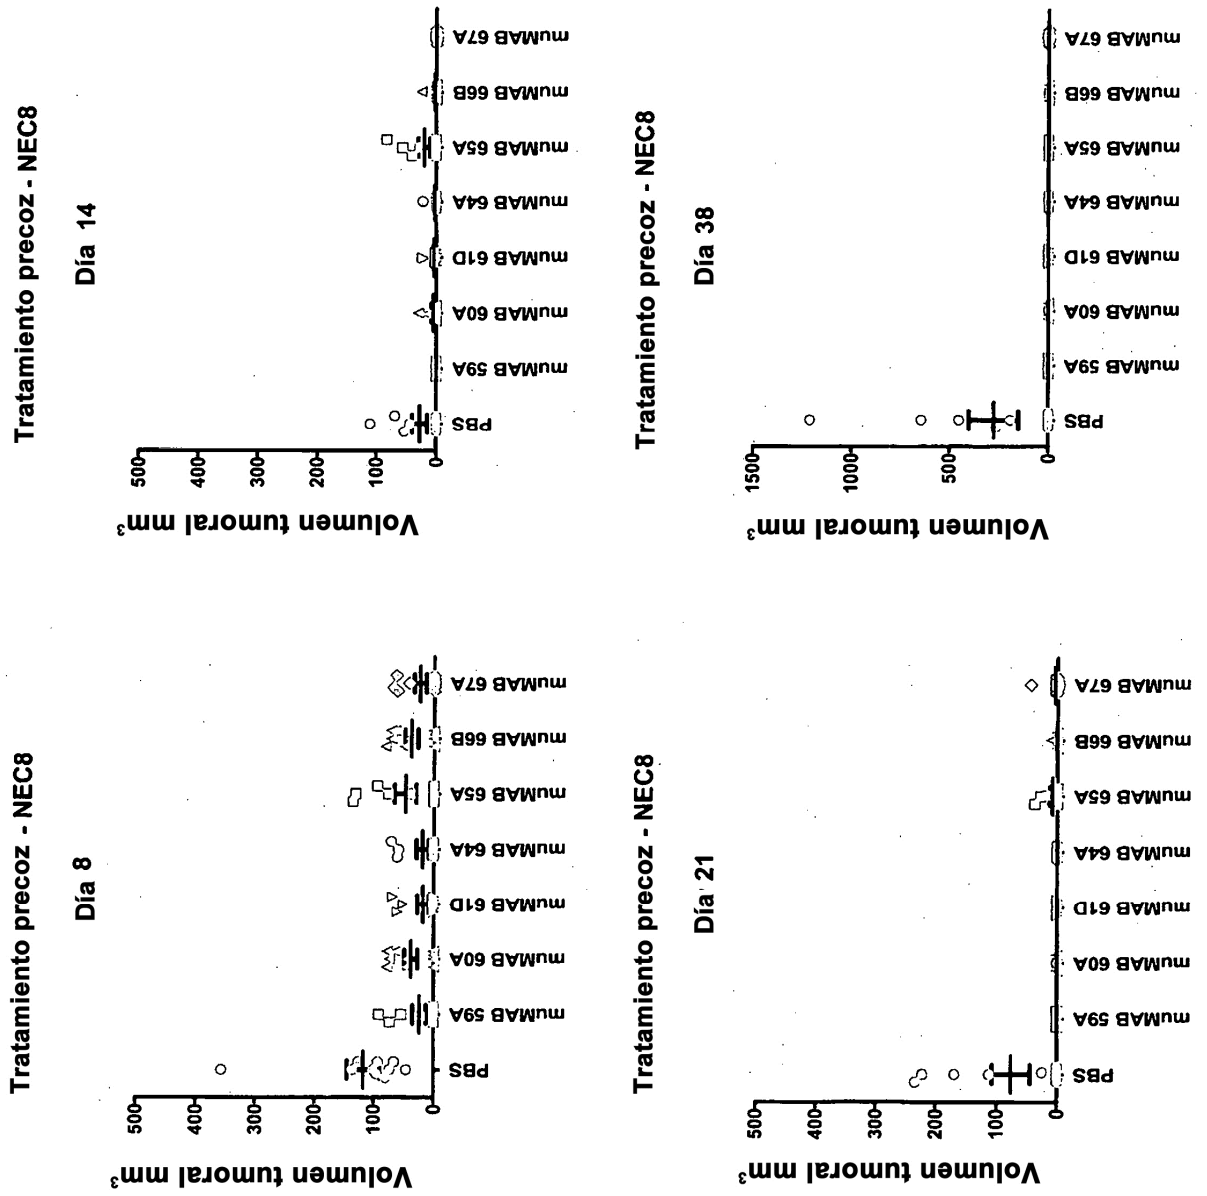 Tratamiento precoz - NEC8
Día 8
Volumen tumoral mm³
500
400
300
200
100
0
PBS
muMAB 59A
muMAB 60A
muMAB 61D
muMAB 64A
muMAB 65A
muMAB 66B
muMAB 67A
Tratamiento precoz - NEC8
Día 14
Volumen tumoral mm³
500
400
300
200
100
0
PBS
muMAB 59A
muMAB 60A
muMAB 61D
muMAB 64A
muMAB 65A
muMAB 66B
muMAB 67A
Tratamiento precoz - NEC8
Día 21
Volumen tumoral mm³
500
400
300
200
100
0
PBS
muMAB 59A
muMAB 60A
muMAB 61D
muMAB 64A
muMAB 65A
muMAB 66B
muMAB 67A
Tratamiento precoz - NEC8
Día 38
Volumen tumoral mm³
1500
1000
500
0
PBS
muMAB 59A
muMAB 60A
muMAB 61D
muMAB 64A
muMAB 65A
muMAB 66B
muMAB 67A